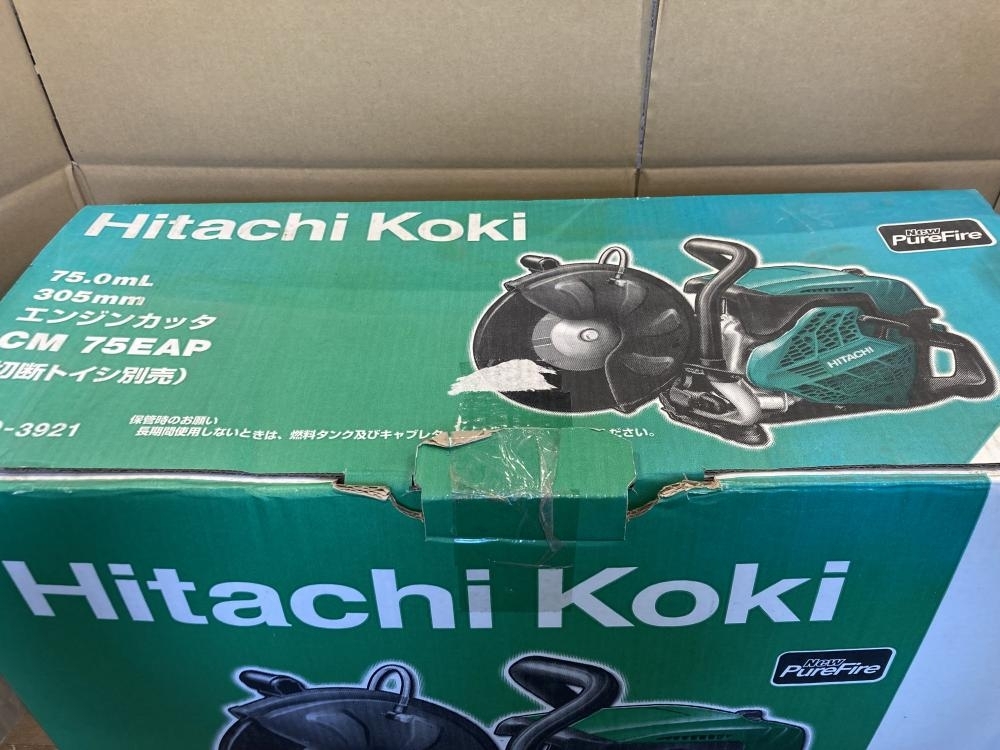 Hitachi Koki
New
PureFire
75.0mL
305mm
エンジンカッタ
CM 75EAP
切断トイシ別売)
-3921
保管時のお願い
長期間使用しないときは、燃料タンク及びキャブレタ ださい。
HITACHI
Hitachi Koki
New
PureFire